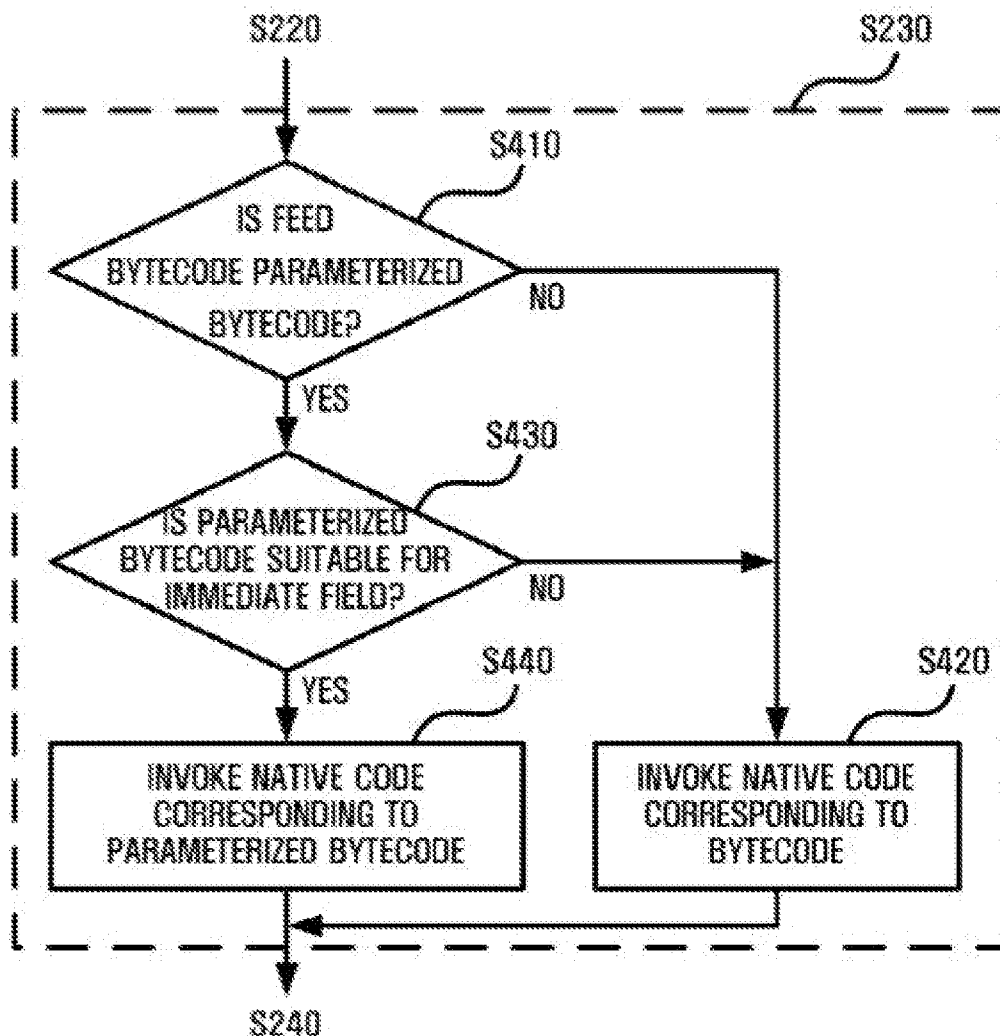 S220
S230
S410
IS FEED
BYTECODE PARAMETERIZED
BYTECODE?
NO
YES
S430
IS PARAMETERIZED
BYTECODE SUITABLE FOR
IMMEDIATE FIELD?
NO
YES
S440
S420
INVOKE NATIVE CODE
CORRESPONDING TO
PARAMETERIZED BYTECODE
INVOKE NATIVE CODE
CORRESPONDING TO
BYTECODE
S240